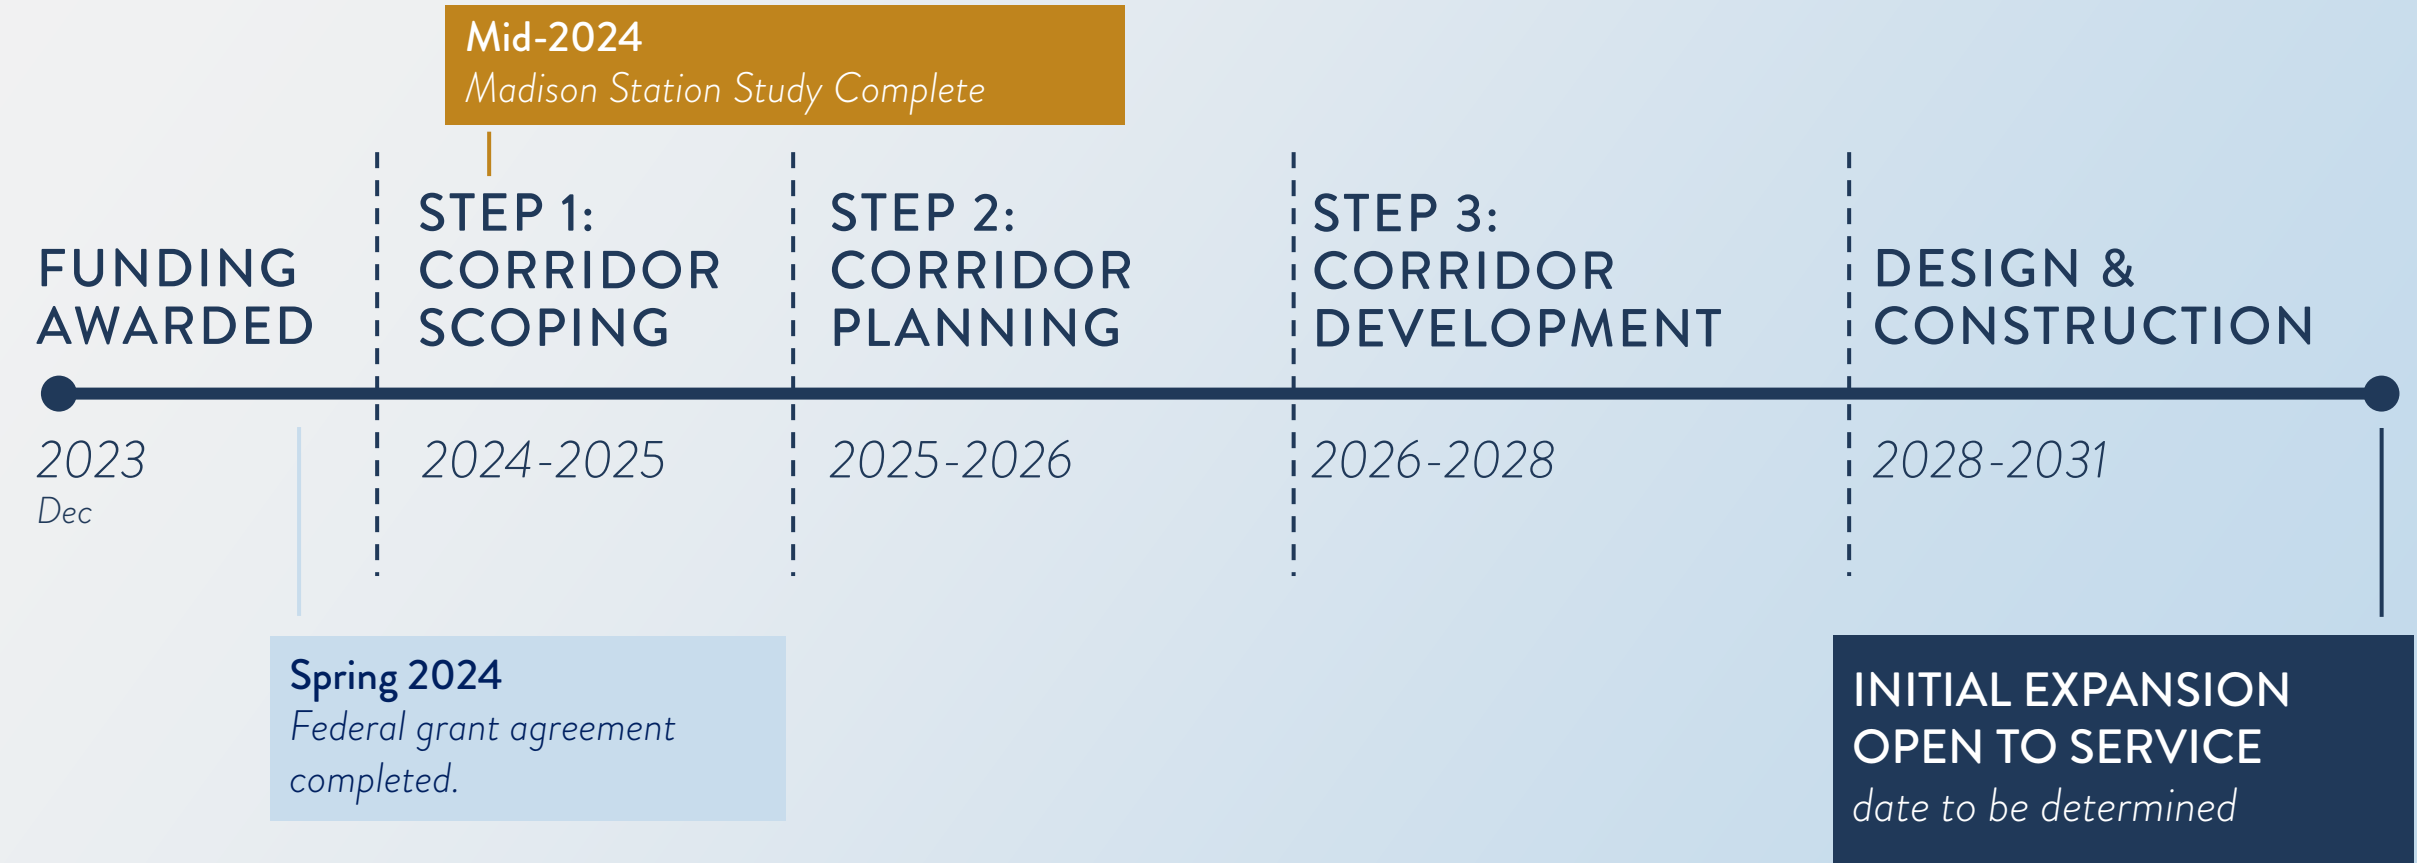 Mid-2024
Madison Station Study Complete
FUNDING
AWARDED
STEP 1:
CORRIDOR
SCOPING
STEP 2:
CORRIDOR
PLANNING
STEP 3:
CORRIDOR
DEVELOPMENT
DESIGN &
CONSTRUCTION
2023
Dec
2024-2025
2025-2026
2026-2028
2028-2031
Spring 2024
Federal grant agreement
completed.
INITIAL EXPANSION
OPEN TO SERVICE
date to be determined